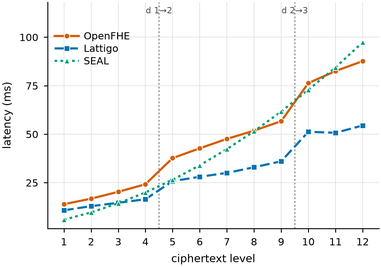 d 1→2
d 2→3
OpenFHE
Lattigo
SEAL
latency (ms)
100
75
50
25
1 2 3 4 5 6 7 8 9 10 11 12
ciphertext level